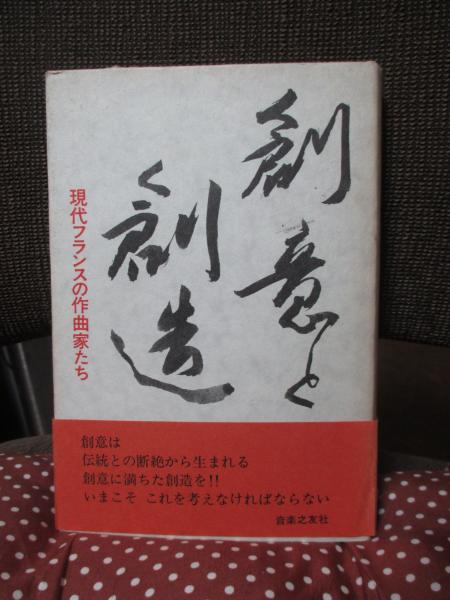 創意と
創造
現代フランスの作曲家たち
創意は
伝統との断絶から生まれる
創意に満ちた創造を!!
いまこそ これを考えなければならない
音楽之友社